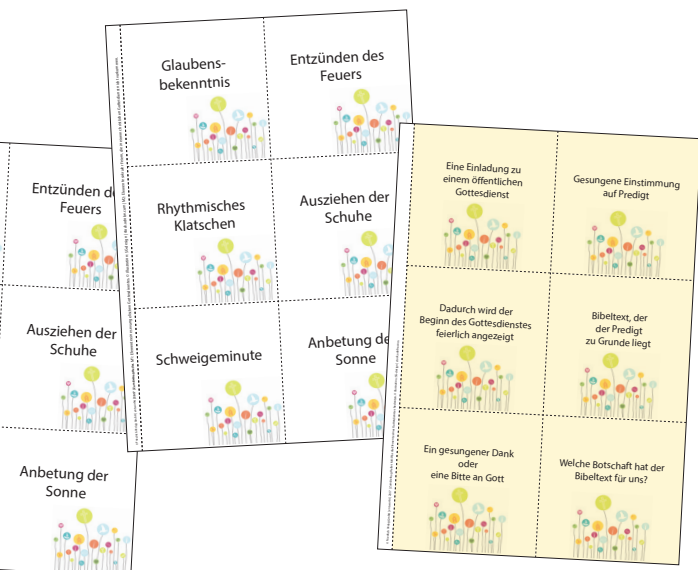 Entzünden
Feuers
Ausziehen der
Schuhe
Anbetung der
Sonne
Glaubens-
bekenntnis
Entzünden des
Feuers
Rhythmisches
Klatschen
Ausziehen der
Schuhe
Schweigeminute
Anbetung
Sonne
Eine Einladung zu
einem öffentlichen
Gottesdienst
Gesungene Einstimmung
auf Predigt
Dadurch wird der
Beginn des Gottesdienstes
feierlich angezeigt
Bibeltext, der
der Predigt
zu Grunde liegt
Ein gesungener Dank
oder
eine Bitte an Gott
Welche Botschaft hat der
Bibeltext für uns?